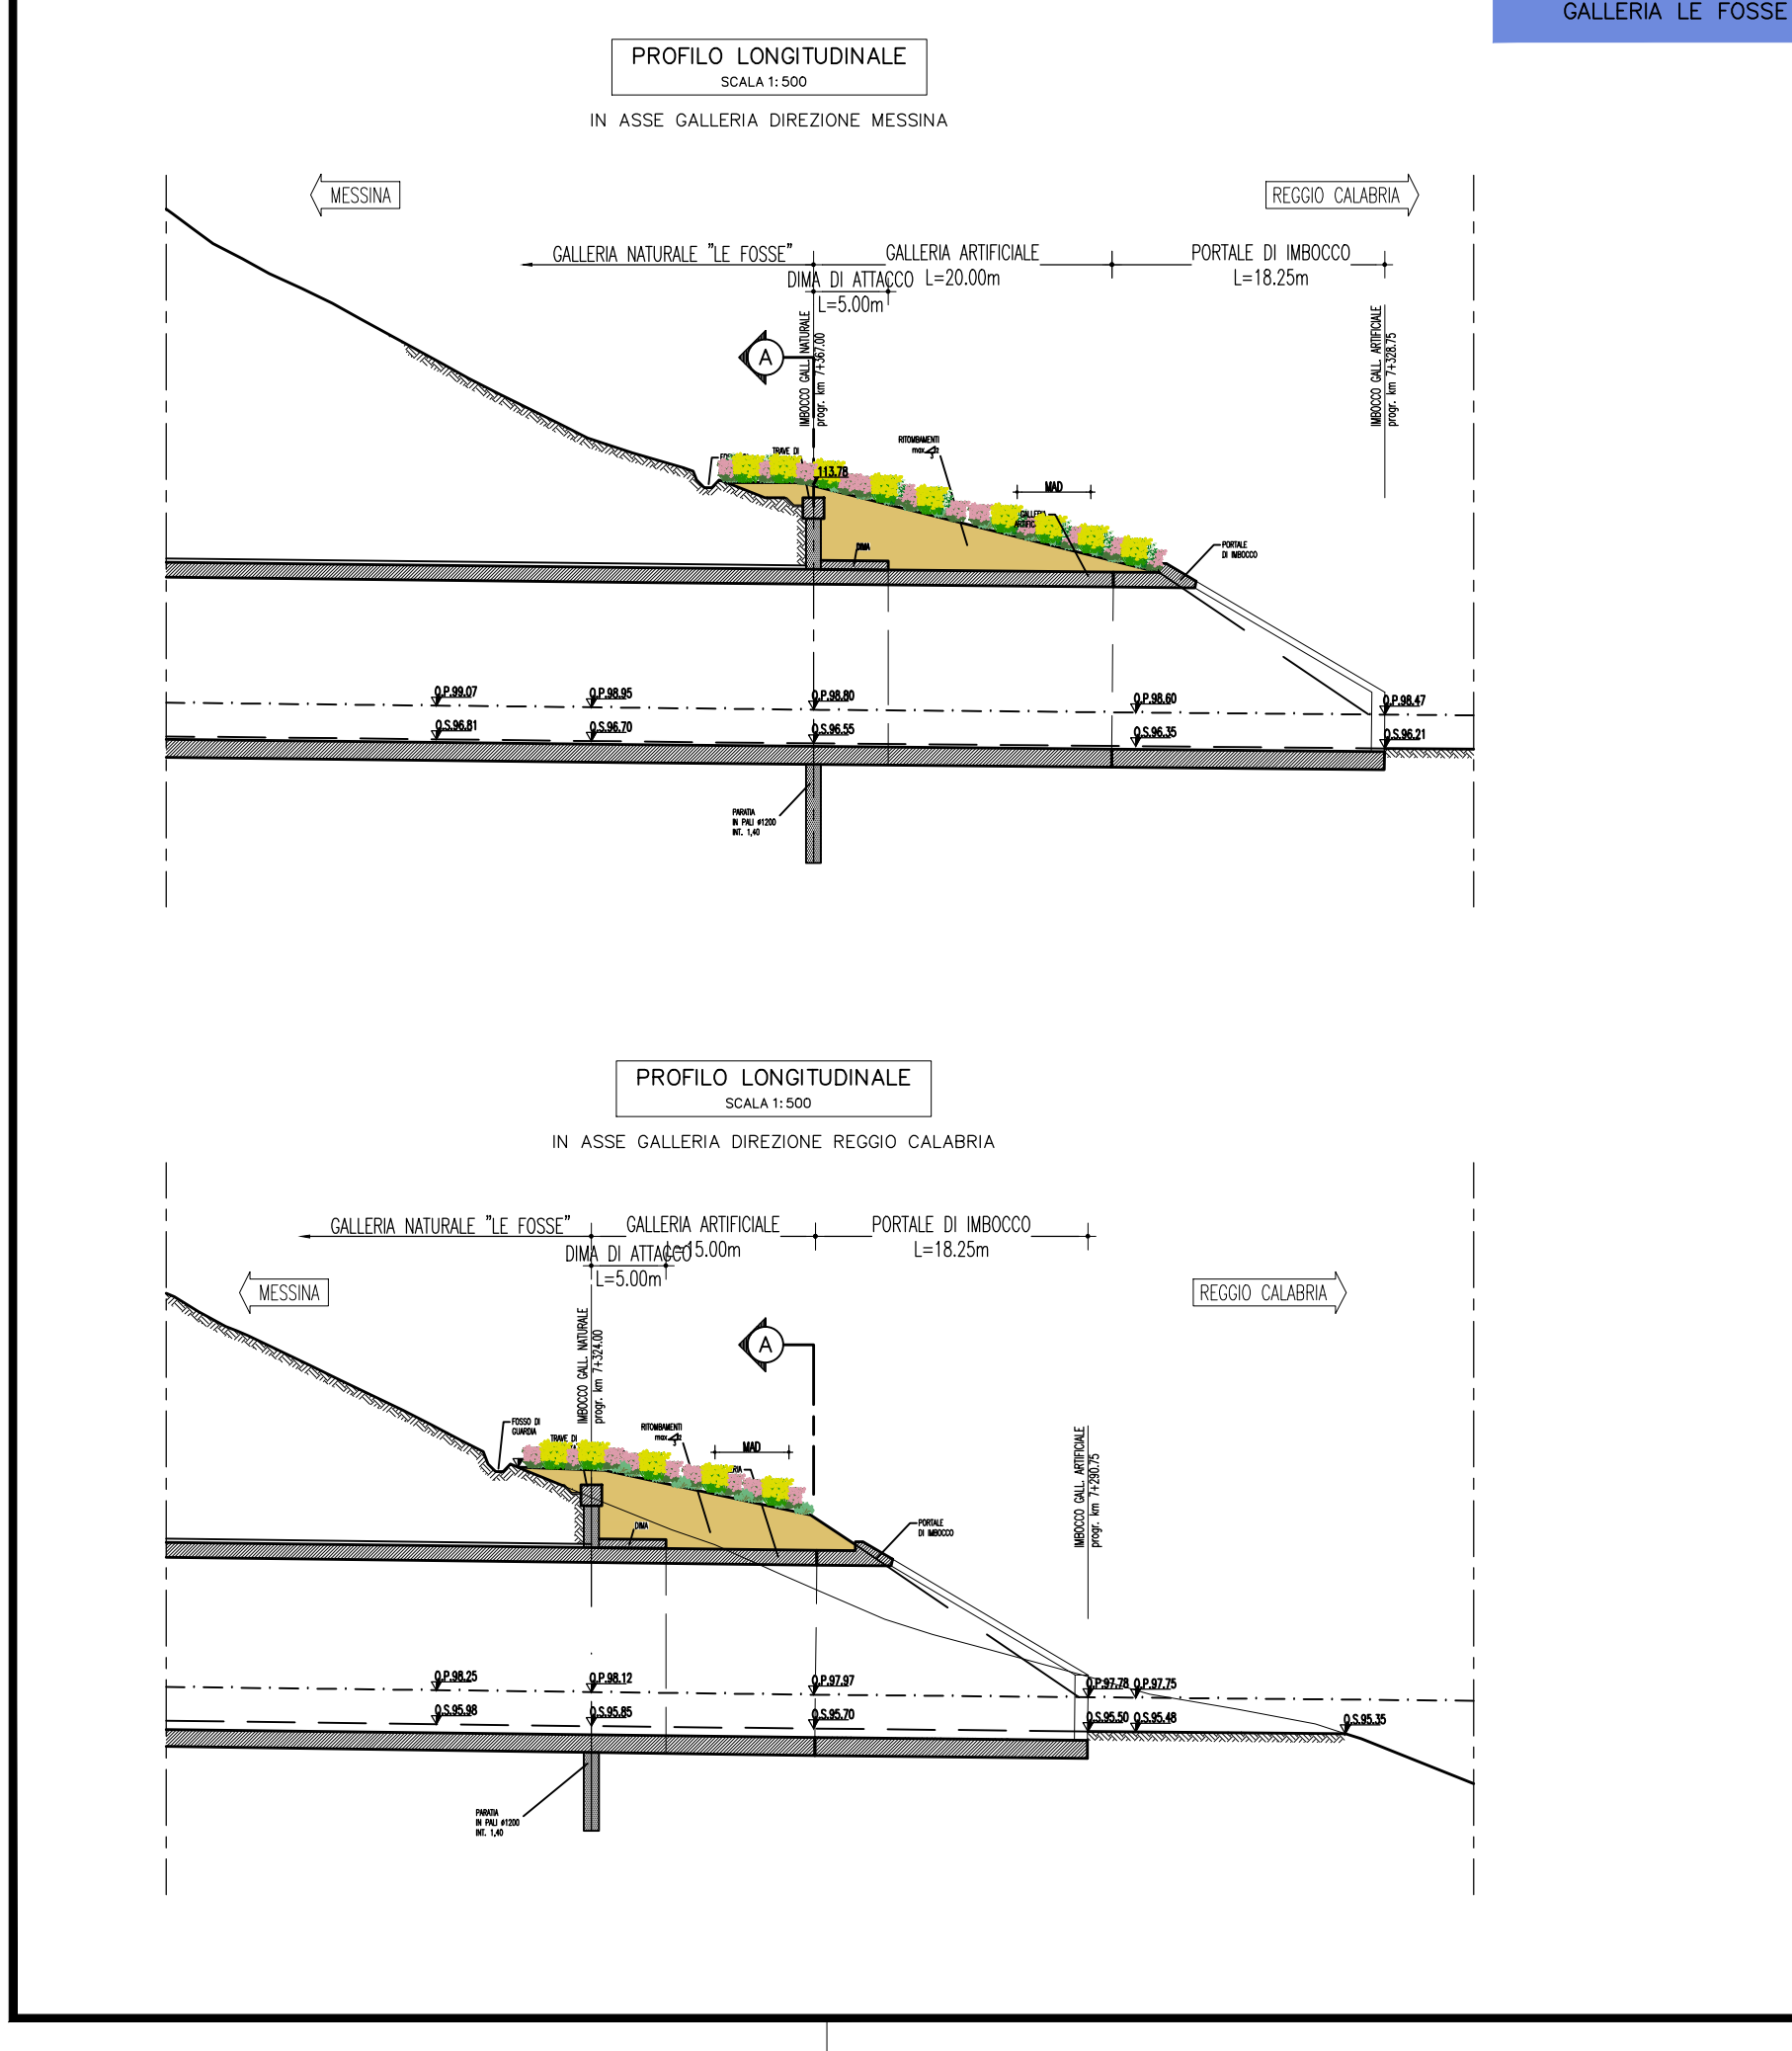 GALLERIA LE FOSSE
PROFILO LONGITUDINALE
SCALA 1:500
IN ASSE GALLERIA DIREZIONE MESSINA
MESSINA
REGGIO CALABRIA
GALLERIA NATURALE "LE FOSSE"
GALLERIA ARTIFICIALE
L=20.00m
PORTALE DI IMBOCCO
L=18.25m
DIMA DI ATTACCO
L=5.00m
A
IMBOCCO GALL. NATURALE
progr. km 7+367.00
IMBOCCO GALL. ARTIFICIALE
progr. km 7+328.75
RITOMBAMENTI
max
TRAVE DI
113.78
MAD
DIMA
PORTALE
DI IMBOCCO
Q.P.99.07
Q.P.98.95
Q.P.98.80
Q.P.98.60
Q.P.98.47
Q.S.96.81
Q.S.96.70
Q.S.96.55
Q.S.96.35
Q.S.96.21
PARATIA
IN PALI ø1200
INT. 1,40
PROFILO LONGITUDINALE
SCALA 1:500
IN ASSE GALLERIA DIREZIONE REGGIO CALABRIA
GALLERIA NATURALE "LE FOSSE"
GALLERIA ARTIFICIALE
L=15.00m
PORTALE DI IMBOCCO
L=18.25m
DIMA DI ATTACCO
L=5.00m
MESSINA
REGGIO CALABRIA
IMBOCCO GALL. NATURALE
progr. km 7+324.00
A
IMBOCCO GALL. ARTIFICIALE
progr. km 7+290.75
FOSSO DI
GUARDIA
TRAVE DI
RITOMBAMENTI
max
MAD
DIMA
PORTALE
DI IMBOCCO
Q.P.98.25
Q.P.98.12
Q.P.97.97
Q.P.97.78
Q.P.97.75
Q.S.95.98
Q.S.95.85
Q.S.95.70
Q.S.95.50
Q.S.95.48
Q.S.95.35
PARATIA
IN PALI ø1200
INT. 1,40